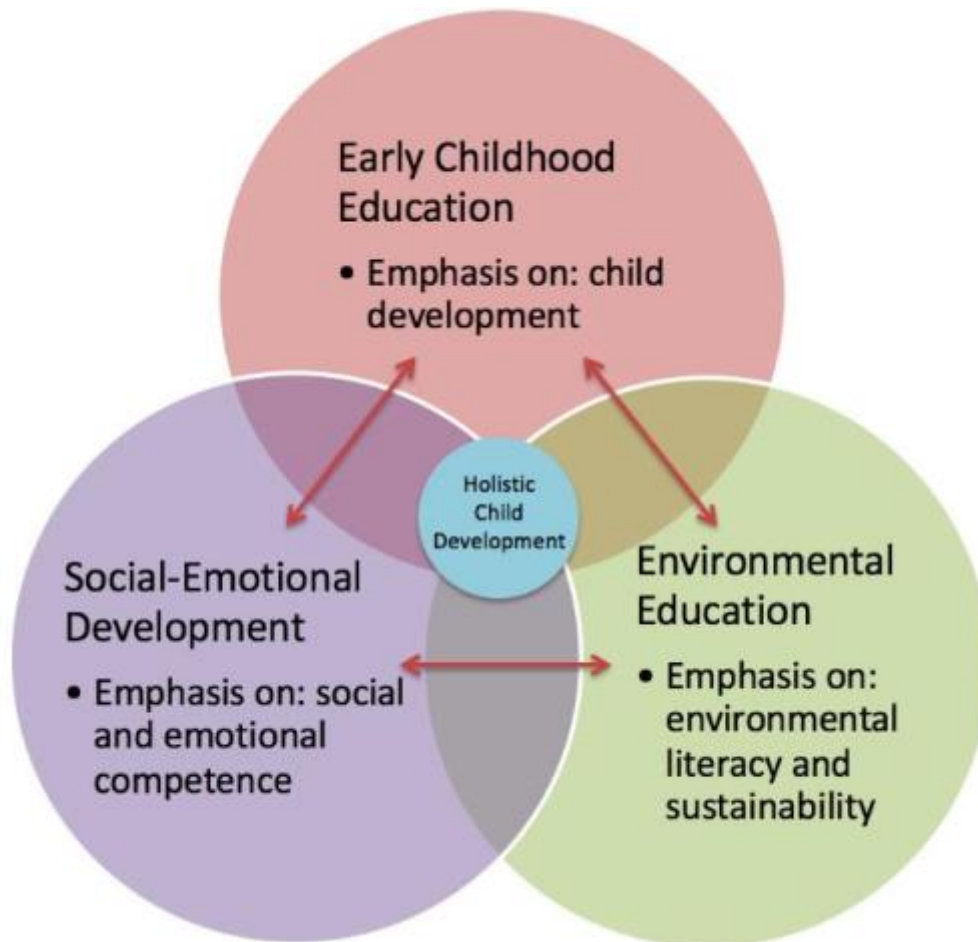 Early Childhood
Education
• Emphasis on: child
development
Holistic
Child
Development
Social-Emotional
Development
• Emphasis on: social
and emotional
competence
Environmental
Education
• Emphasis on:
environmental
literacy and
sustainability